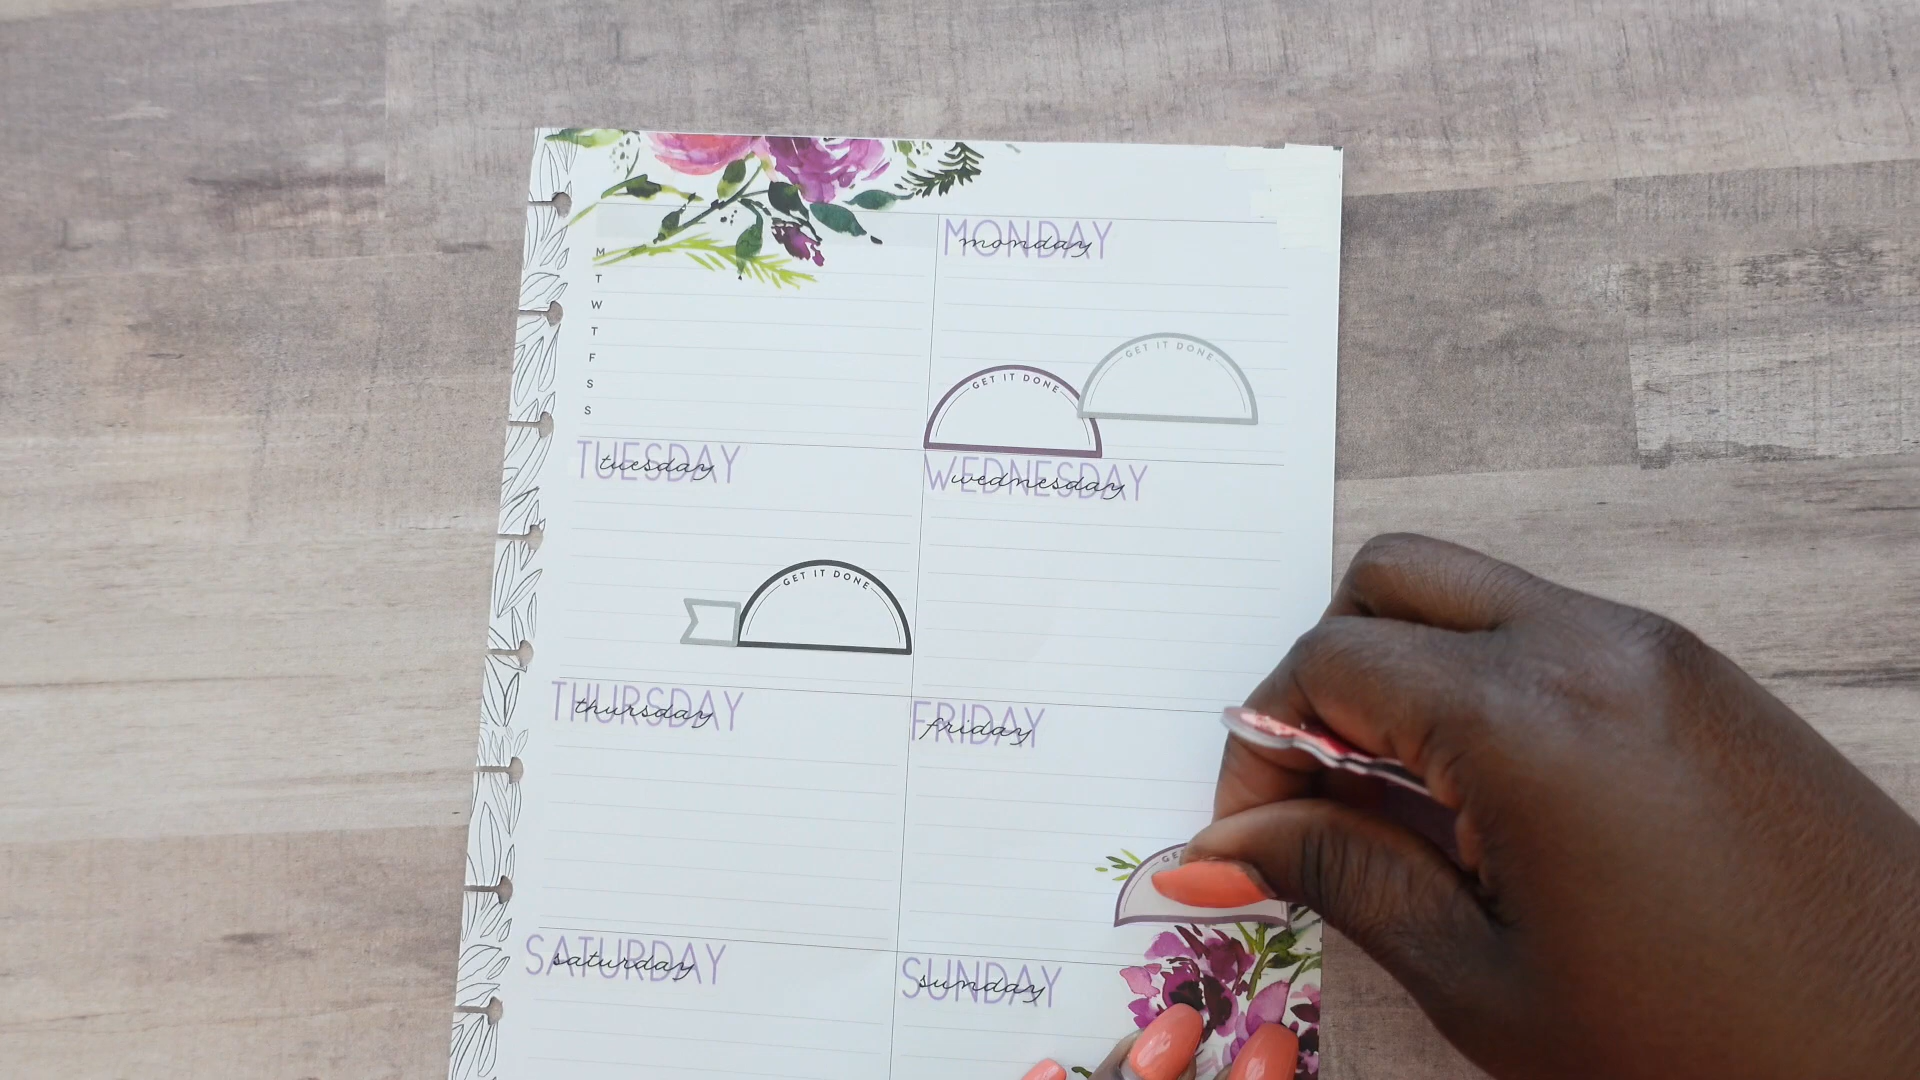 MONDAY
monday
M
T
W
T
F
S
S
GET IT DONE
GET IT DONE
TUESDAY
tuesday
WEDNESDAY
wednesday
GET IT DONE
THURSDAY
thursday
FRIDAY
friday
SATURDAY
saturday
SUNDAY
sunday